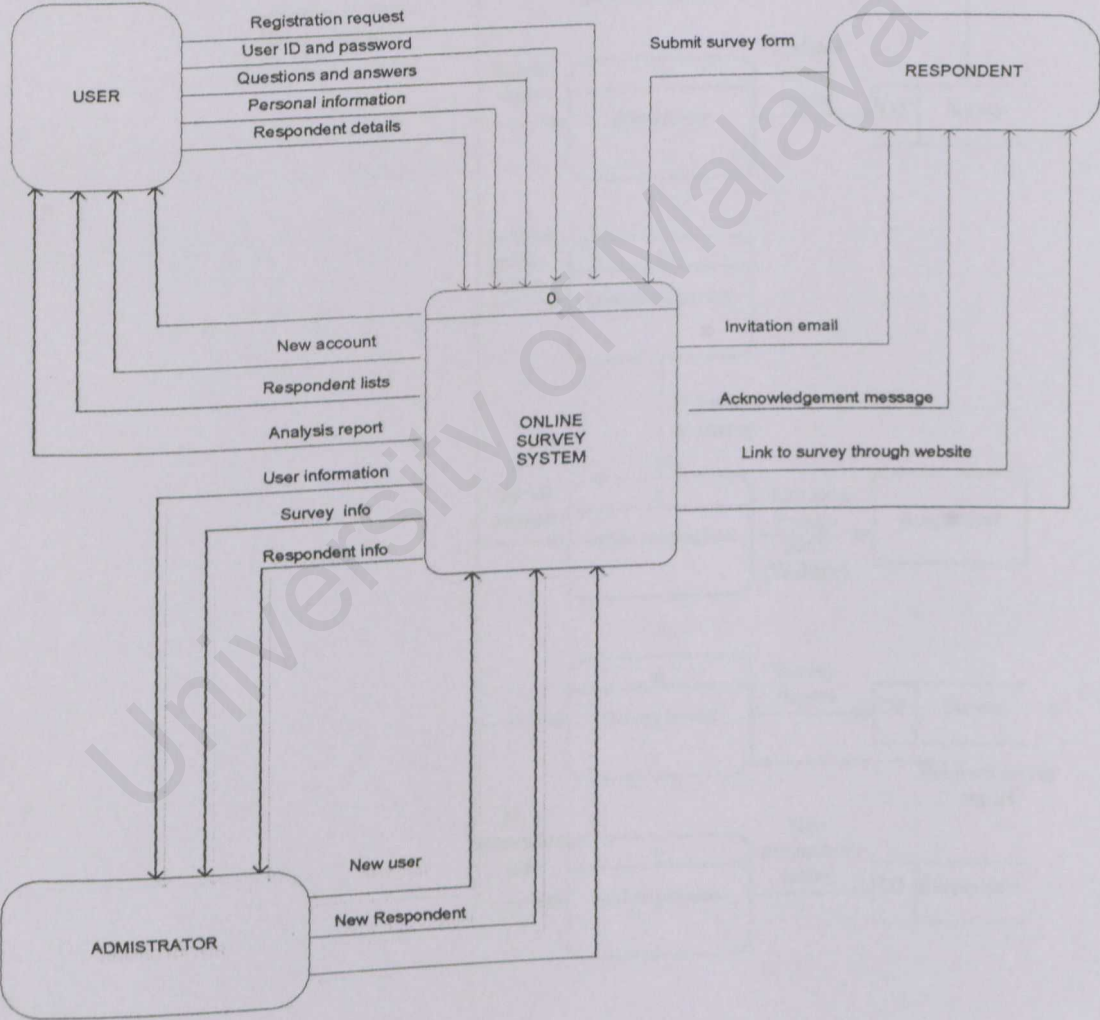 Registration request
User ID and password
Questions and answers
Personal information
Respondent details
USER
Submit survey form
RESPONDENT
0
ONLINE
SURVEY
SYSTEM
New account
Respondent lists
Analysis report
User information
Survey info
Respondent info
Invitation email
Acknowledgement message
Link to survey through website
New user
New Respondent
ADMISTRATOR
University of Malaya